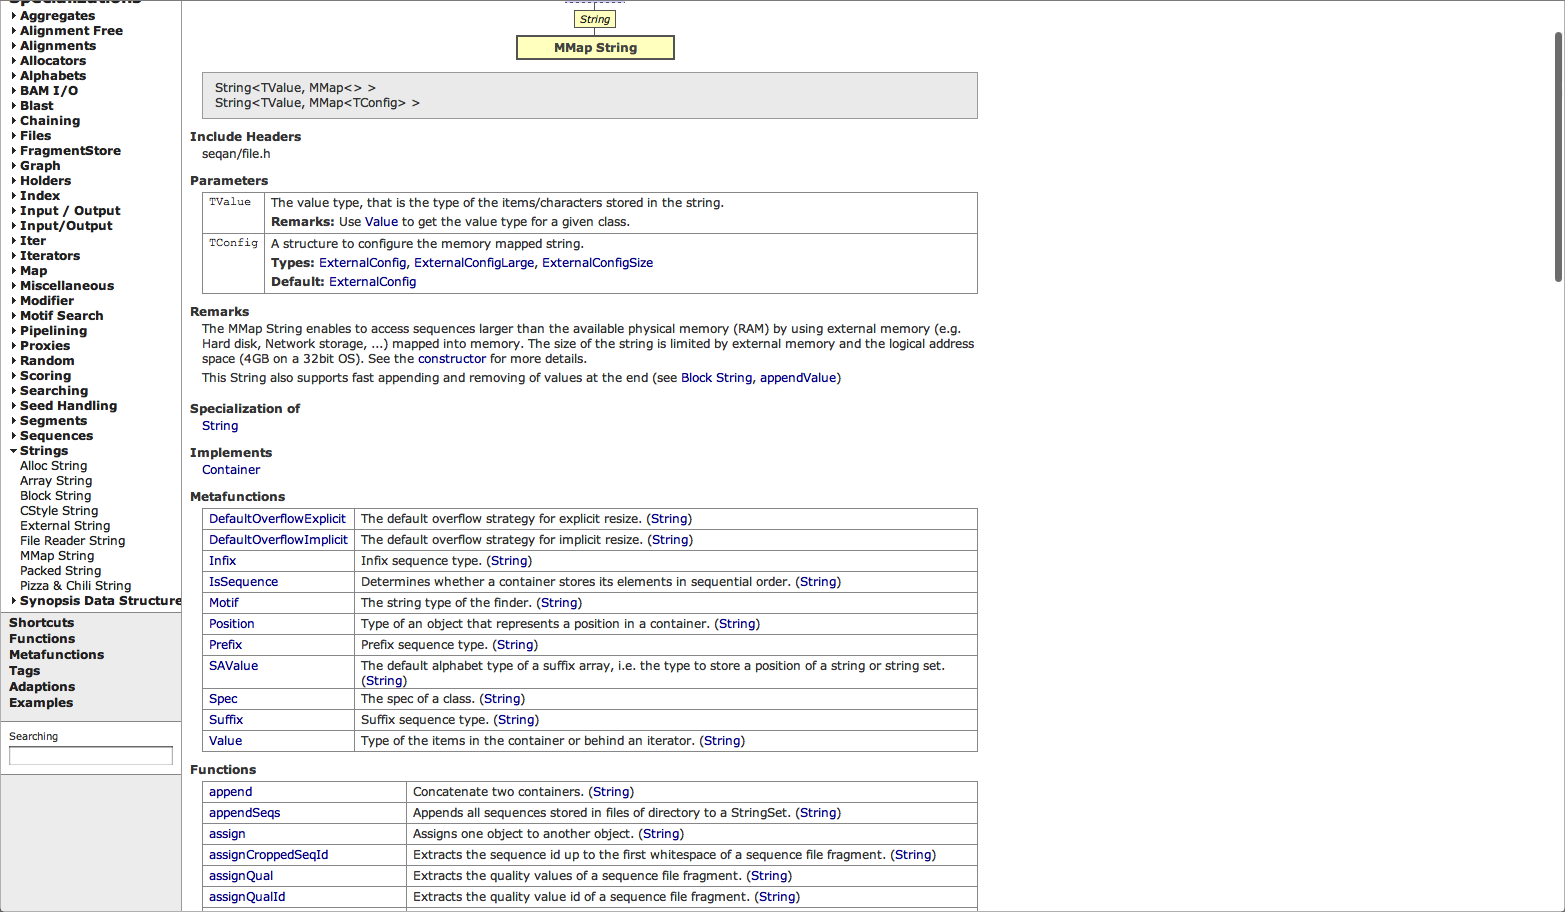 Specializations
Aggregates
Alignment Free
Alignments
Allocators
Alphabets
BAM I/O
Blast
Chaining
Files
FragmentStore
Graph
Holders
Index
Input / Output
Input/Output
Iter
Iterators
Map
Miscellaneous
Modifier
Motif Search
Pipelining
Proxies
Random
Scoring
Searching
Seed Handling
Segments
Sequences
Strings
Alloc String
Array String
Block String
CStyle String
External String
File Reader String
MMap String
Packed String
Pizza & Chili String
Synopsis Data Structure
Shortcuts
Functions
Metafunctions
Tags
Adaptions
Examples
Searching
String
MMap String
String<TValue, MMap<> >
String<TValue, MMap<TConfig> >
Include Headers
seqan/file.h
Parameters
TValue The value type, that is the type of the items/characters stored in the string.
Remarks: Use Value to get the value type for a given class.
TConfig A structure to configure the memory mapped string.
Types: ExternalConfig, ExternalConfigLarge, ExternalConfigSize
Default: ExternalConfig
Remarks
The MMap String enables to access sequences larger than the available physical memory (RAM) by using external memory (e.g.
Hard disk, Network storage, ...) mapped into memory. The size of the string is limited by external memory and the logical address
space (4GB on a 32bit OS). See the constructor for more details.
This String also supports fast appending and removing of values at the end (see Block String, appendValue)
Specialization of
String
Implements
Container
Metafunctions
DefaultOverflowExplicit The default overflow strategy for explicit resize. (String)
DefaultOverflowImplicit The default overflow strategy for implicit resize. (String)
Infix Infix sequence type. (String)
IsSequence Determines whether a container stores its elements in sequential order. (String)
Motif The string type of the finder. (String)
Position Type of an object that represents a position in a container. (String)
Prefix Prefix sequence type. (String)
SAValue The default alphabet type of a suffix array, i.e. the type to store a position of a string or string set.
(String)
Spec The spec of a class. (String)
Suffix Suffix sequence type. (String)
Value Type of the items in the container or behind an iterator. (String)
Functions
append Concatenate two containers. (String)
appendSeqs Appends all sequences stored in files of directory to a StringSet. (String)
assign Assigns one object to another object. (String)
assignCroppedSeqId Extracts the sequence id up to the first whitespace of a sequence file fragment. (String)
assignQual Extracts the quality values of a sequence file fragment. (String)
assignQualId Extracts the quality value id of a sequence file fragment. (String)